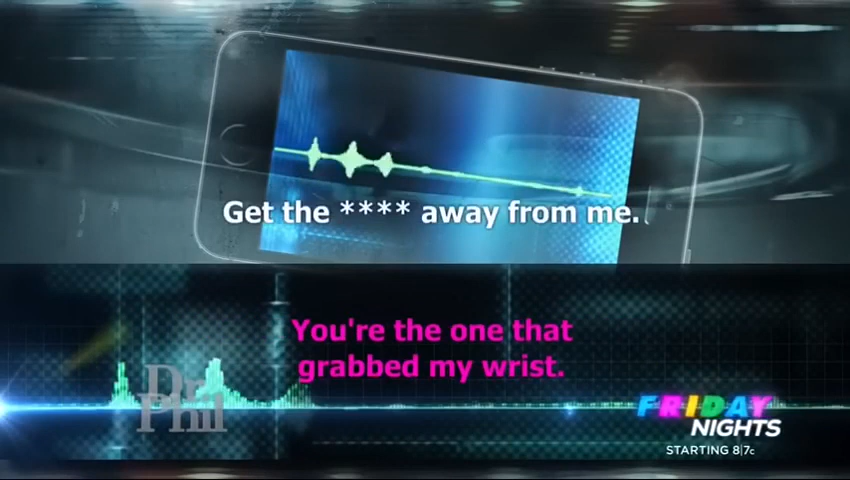 Get the **** away from me.
You're the one that
grabbed my wrist.
Dr.
Phil
FRIDAY
NIGHTS
STARTING 8|7c